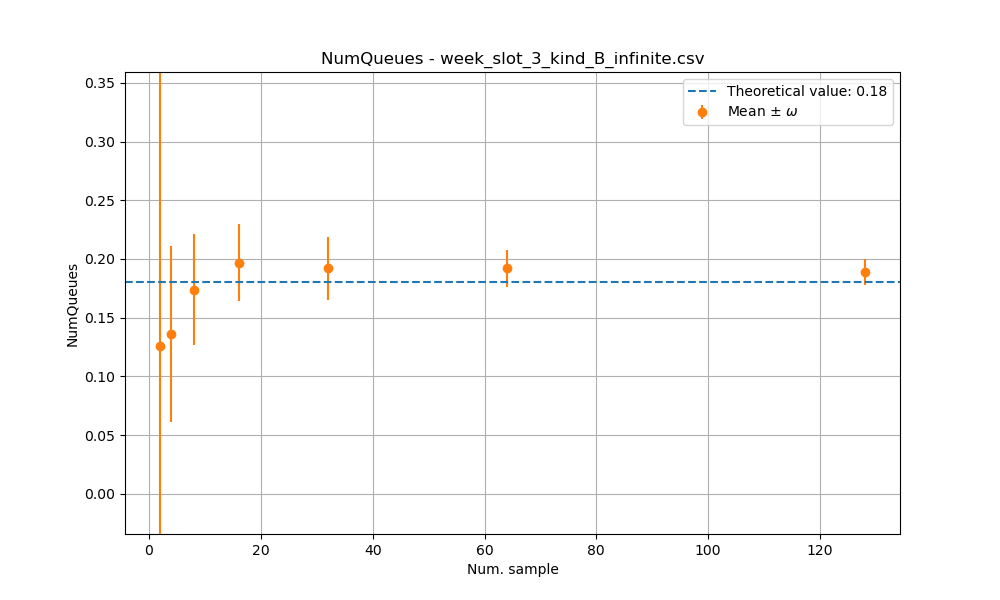 NumQueues - week_slot_3_kind_B_infinite.csv
Theoretical value: 0.18
Mean ± ω
NumQueues
0.35
0.30
0.25
0.20
0.15
0.10
0.05
0.00
0 20 40 60 80 100 120
Num. sample